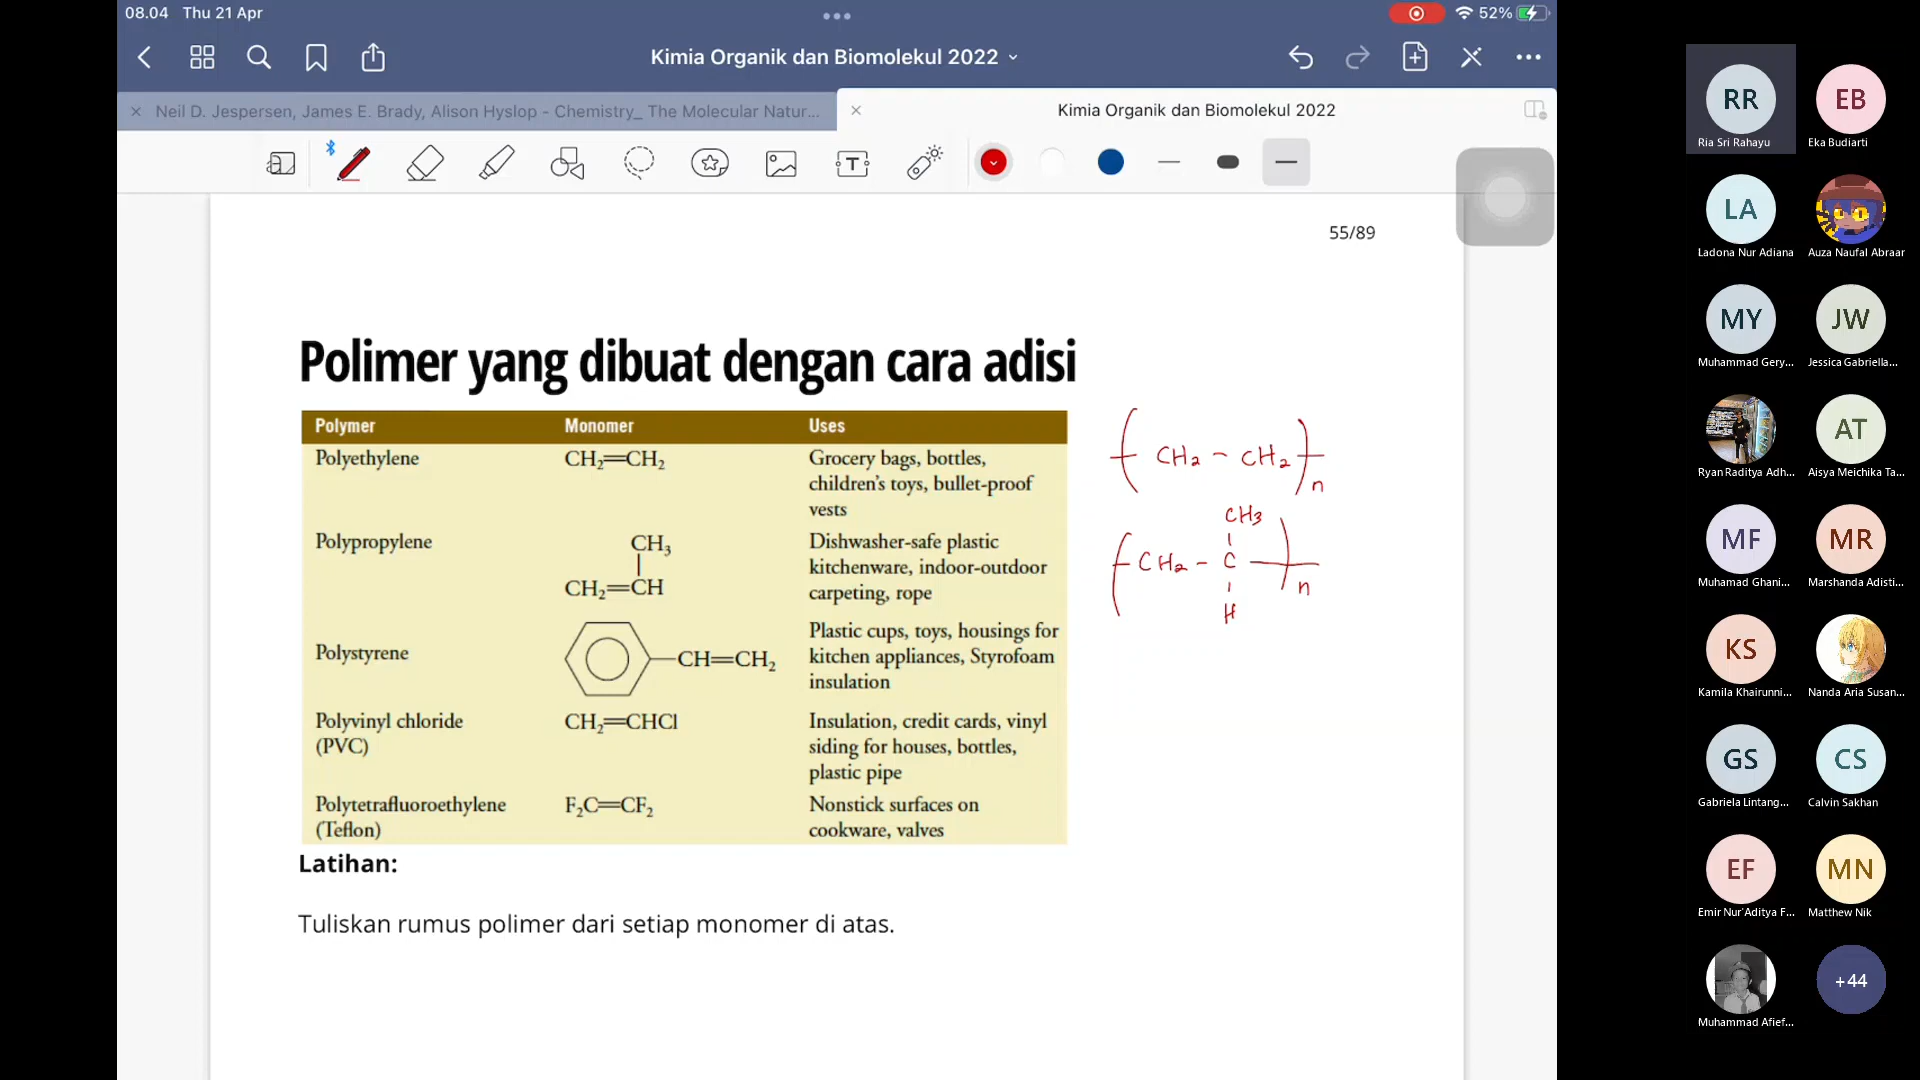 08.04 Thu 21 Apr
52%
Kimia Organik dan Biomolekul 2022
Neil D. Jespersen, James E. Brady, Alison Hyslop - Chemistry_ The Molecular Natur...
Kimia Organik dan Biomolekul 2022
55/89
Polimer yang dibuat dengan cara adisi
Polymer Monomer Uses
Polyethylene CH₂=CH₂ Grocery bags, bottles,
children's toys, bullet-proof
vests
Polypropylene CH₃ Dishwasher-safe plastic
kitchenware, indoor-outdoor
CH₂=CH carpeting, rope
Polystyrene CH=CH₂ Plastic cups, toys, housings for
kitchen appliances, Styrofoam
insulation
Polyvinyl chloride CH₂=CHCl Insulation, credit cards, vinyl
(PVC) siding for houses, bottles,
plastic pipe
Polytetrafluoroethylene F₂C=CF₂ Nonstick surfaces on
(Teflon) cookware, valves
CH₂ - CH₂ n
CH₃
CH₂ - C n
H
Latihan:
Tuliskan rumus polimer dari setiap monomer di atas.
RR EB
Ria Sri Rahayu Eka Budiarti
LA
Ladona Nur Adiana Auza Naufal Abraar
MY JW
Muhammad Gery... Jessica Gabriella...
AT
Ryan Raditya Adh... Aisya Meichika Ta...
MF MR
Muhamad Ghani... Marshanda Adisti...
KS
Kamila Khairunni... Nanda Aria Susan...
GS CS
Gabriela Lintang... Calvin Sakhan
EF MN
Emir Nur'Aditya F... Matthew Nik
+44
Muhammad Afief...